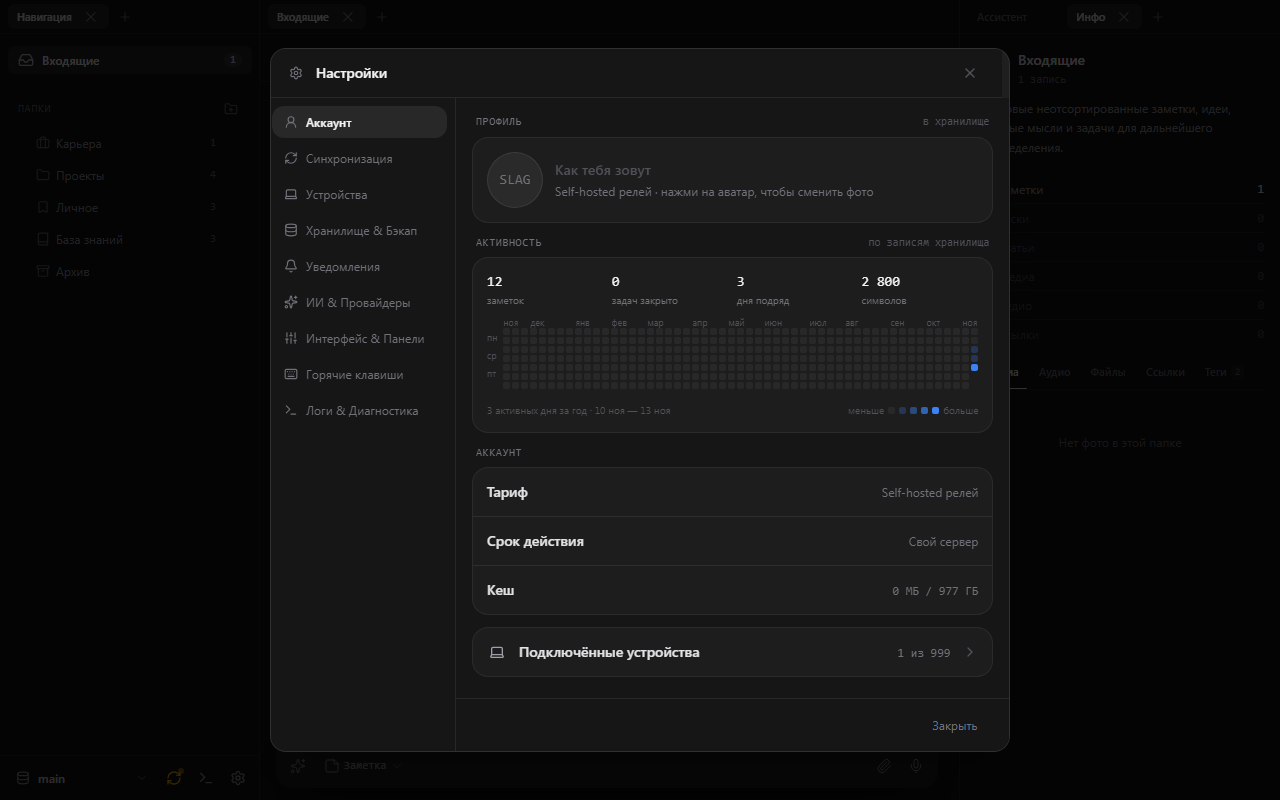 Навигация
Входящие
Ассистент
Инфо
Входящие
1
ПАПКИ
Карьера
1
Проекты
4
Личное
3
База знаний
3
Архив
main
Настройки
Аккаунт
Синхронизация
Устройства
Хранилище & Бэкап
Уведомления
ИИ & Провайдеры
Интерфейс & Панели
Горячие клавиши
Логи & Диагностика
ПРОФИЛЬ
в хранилище
SLAG
Как тебя зовут
Self-hosted релей · нажми на аватар, чтобы сменить фото
АКТИВНОСТЬ
по записям хранилища
12
0
3
2 800
заметок
задач закрыто
дня подряд
символов
ноя дек янв фев мар апр май июн июл авг сен окт ноя
пн
ср
пт
3 активных дня за год · 10 ноя — 13 ноя
меньше
больше
АККАУНТ
Тариф
Self-hosted релей
Срок действия
Свой сервер
Кеш
0 МБ / 977 ГБ
Подключённые устройства
1 из 999
Закрыть
Заметка
Входящие
1 запись
неотсортированные заметки, идеи,
мысли и задачи для дальнейшего
1
0
0
0
0
0
Аудио
Файлы
Ссылки
Теги 2
Нет фото в этой папке